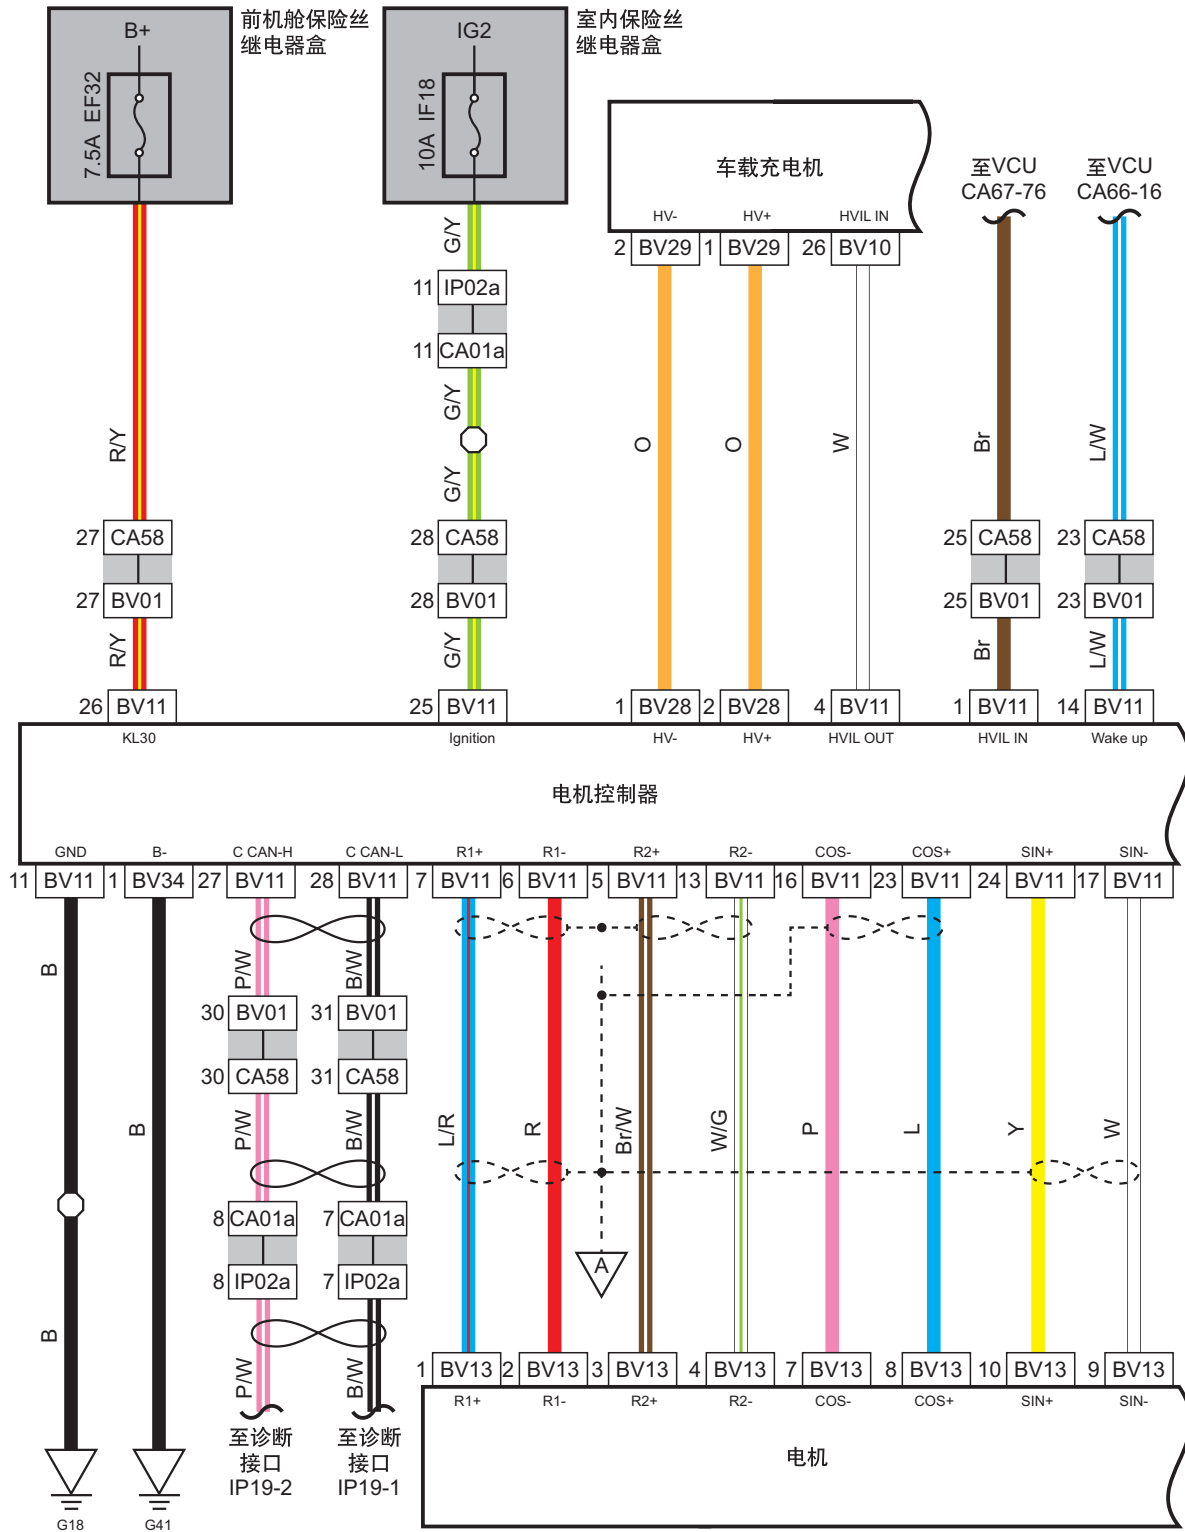 B+
7.5A EF32
前机舱保险丝
继电器盒
IG2
10A IF18
室内保险丝
继电器盒
车载充电机
HV-
HV+
HVIL IN
至VCU
CA67-76
至VCU
CA66-16
2 BV29
1 BV29
26 BV10
G/Y
11 IP02a
11 CA01a
G/Y
R/Y
G/Y
O
O
W
Br
L/W
27 CA58
28 CA58
25 CA58
23 CA58
27 BV01
28 BV01
25 BV01
23 BV01
R/Y
G/Y
Br
L/W
26 BV11
25 BV11
1 BV28
2 BV28
4 BV11
1 BV11
14 BV11
KL30
Ignition
HV-
HV+
HVIL OUT
HVIL IN
Wake up
电机控制器
GND
B-
C CAN-H
C CAN-L
R1+
R1-
R2+
R2-
COS-
COS+
SIN+
SIN-
11 BV11
1 BV34
27 BV11
28 BV11
7 BV11
6 BV11
5 BV11
13 BV11
16 BV11
23 BV11
24 BV11
17 BV11
B
P/W
B/W
30 BV01
31 BV01
30 CA58
31 CA58
B
P/W
B/W
L/R
R
Br/W
W/G
P
L
Y
W
8 CA01a
7 CA01a
8 IP02a
7 IP02a
A
B
P/W
B/W
1 BV13
2 BV13
3 BV13
4 BV13
7 BV13
8 BV13
10 BV13
9 BV13
R1+
R1-
R2+
R2-
COS-
COS+
SIN+
SIN-
至诊断
接口
IP19-2
至诊断
接口
IP19-1
电机
G18
G41